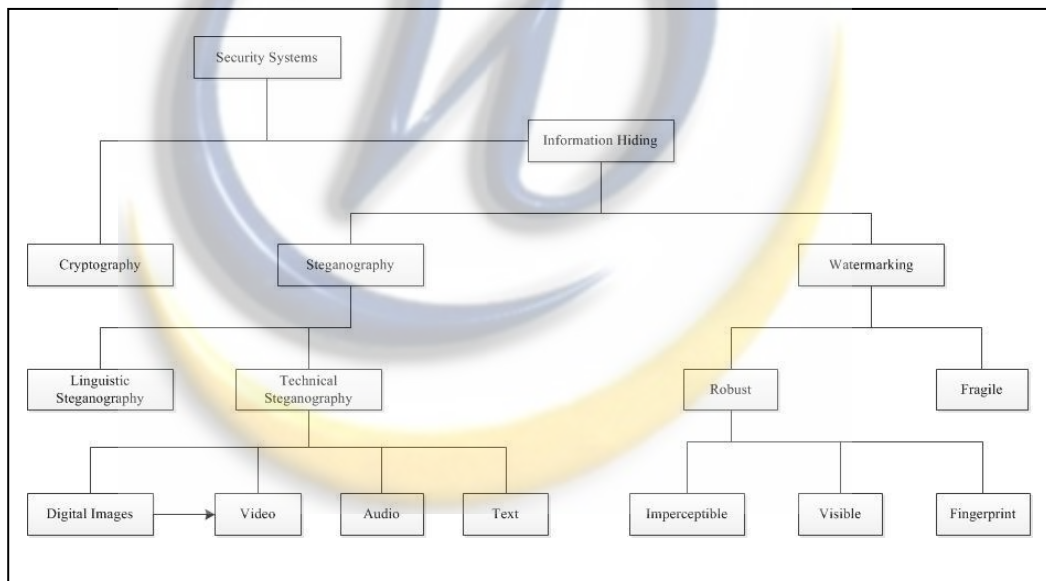 Security Systems
Information Hiding
Cryptography
Steganography
Watermarking
Linguistic
Steganography
Technical
Steganography
Robust
Fragile
Digital Images
Video
Audio
Text
Imperceptible
Visible
Fingerprint